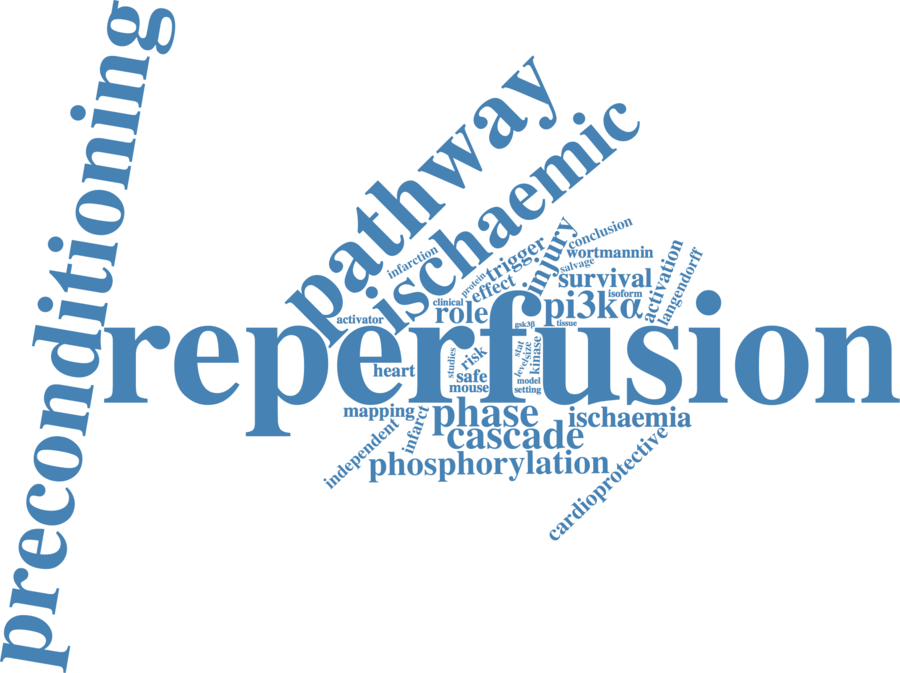 preconditioning
pathway
ischaemic
infarction
conclusion
wortmannin
injury
trigger
salvage
protein
effect
survival
activation
langendorff
isoform
clinical
role
pi3kα
activator
gsk3β
tissue
reperfusion
studies
risk
stat
size
level
kinase
heart
safe
mouse
model
setting
mapping
infarct
phase
ischaemia
independent
cascade
phosphorylation
cardioprotective